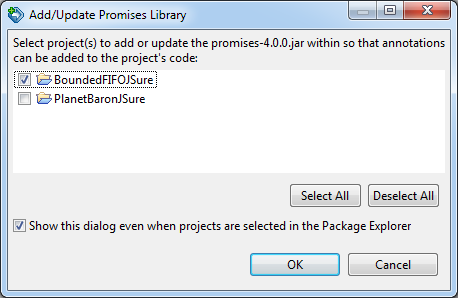 Add/Update Promises Library
Select project(s) to add or update the promises-4.0.0.jar within so that annotations
can be added to the project's code:
BoundedFIFOJSure
PlanetBaronJSure
Select All
Deselect All
Show this dialog even when projects are selected in the Package Explorer
OK
Cancel